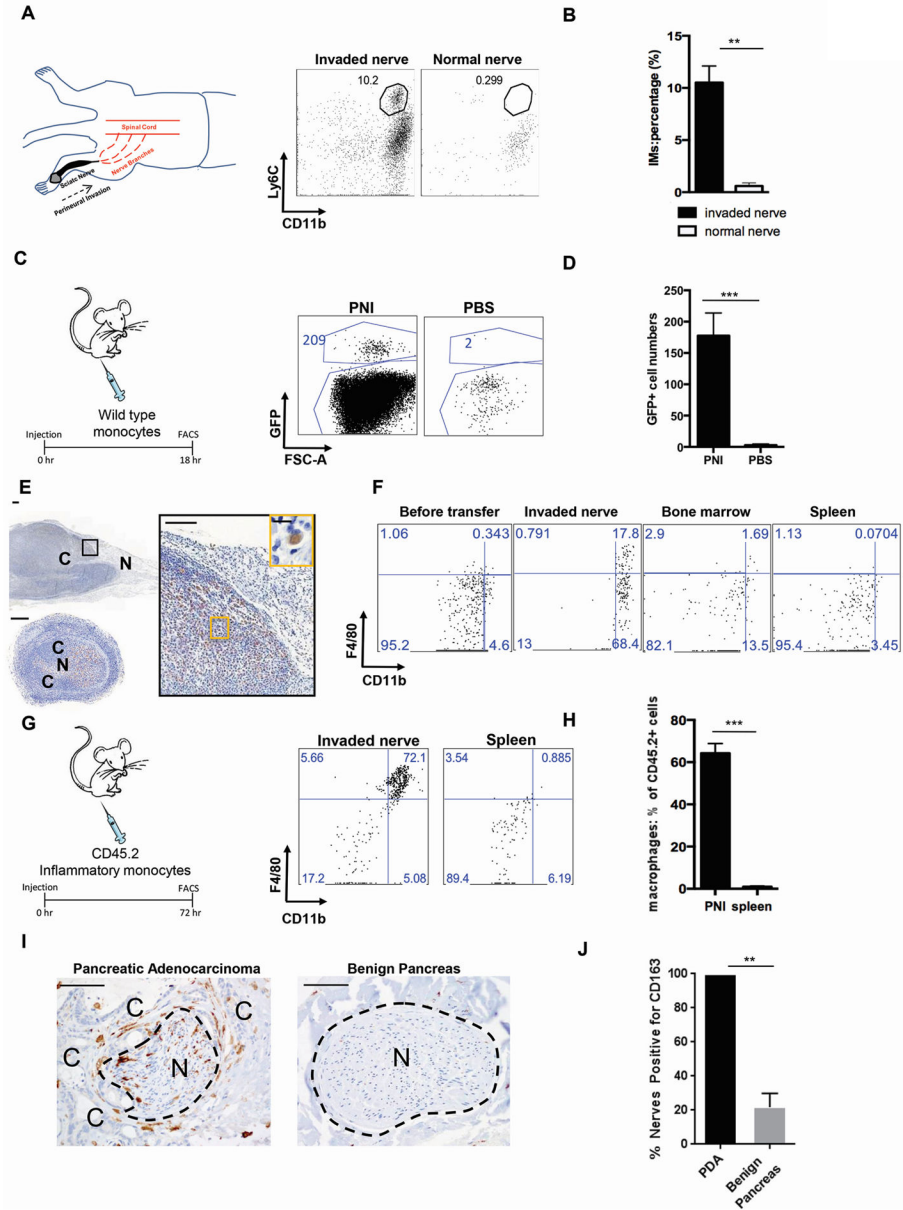 A
Spinal Cord
Nerve Branches
Sciatc Nerve
Perineural Invasion
Invaded nerve
Normal nerve
10.2
0.299
Ly6C
CD11b
B
IMs:percentage (%)
15
10
5
0
**
invaded nerve
normal nerve
C
Wild type
monocytes
Injection
FACS
0 hr
18 hr
PNI
PBS
209
2
GFP
FSC-A
D
GFP+ cell numbers
250
200
150
100
50
0
***
PNI
PBS
E
C
N
C
N
C
F
Before transfer
Invaded nerve
Bone marrow
Spleen
1.06
0.343
0.791
17.8
2.9
1.69
1.13
0.0704
95.2
4.6
13
68.4
82.1
13.5
95.4
3.45
F4/80
CD11b
G
CD45.2
Inflammatory monocytes
Injection
FACS
0 hr
72 hr
Invaded nerve
Spleen
5.66
72.1
3.54
0.885
17.2
5.08
89.4
6.19
F4/80
CD11b
H
macrophages: % of CD45.2+ cells
80
60
40
20
0
***
PNI
spleen
I
Pancreatic Adenocarcinoma
Benign Pancreas
C
C
C
C
N
N
J
% Nerves Positive for CD163
100
80
60
40
20
0
**
PDA
Benign
Pancreas